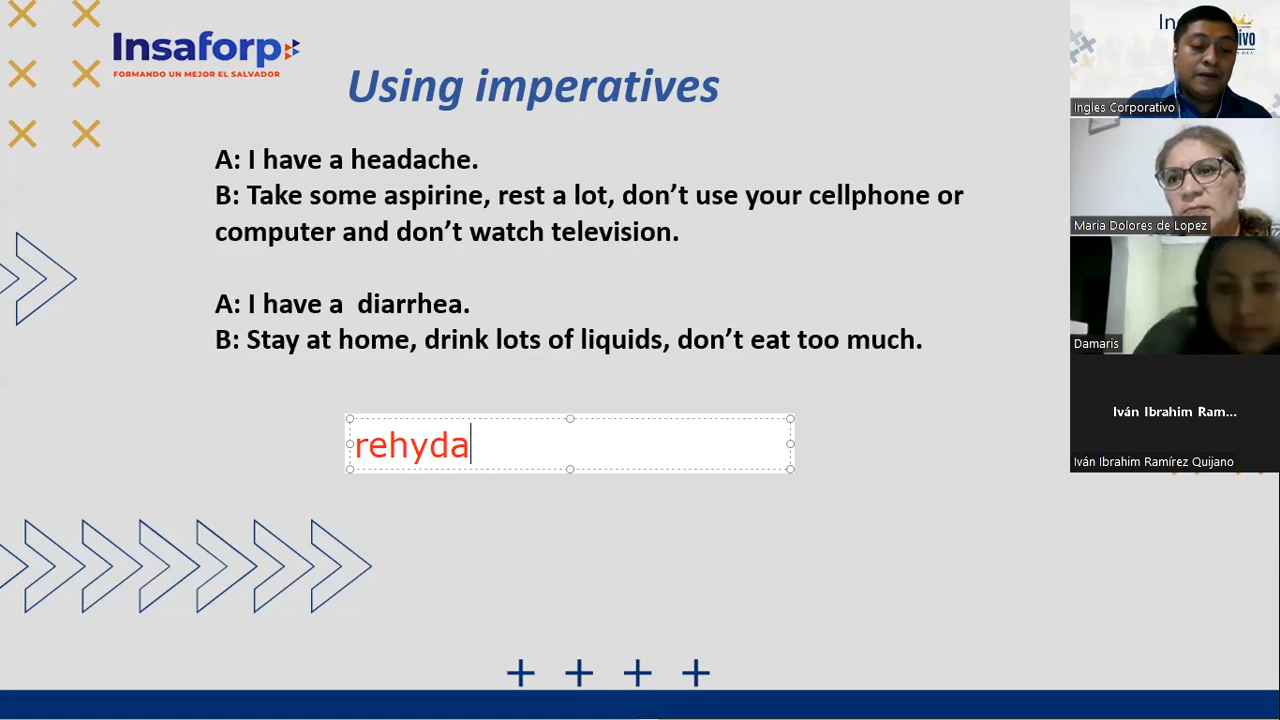 Insaforp
FORMANDO UN MEJOR EL SALVADOR
Using imperatives
A: I have a headache.
B: Take some aspirine, rest a lot, don’t use your cellphone or
computer and don’t watch television.
A: I have a  diarrhea.
B: Stay at home, drink lots of liquids, don’t eat too much.
rehyda
Ingles Corporativo
Maria Dolores de Lopez
Damaris
Iván Ibrahim Ram...
Iván Ibrahim Ramírez Quijano